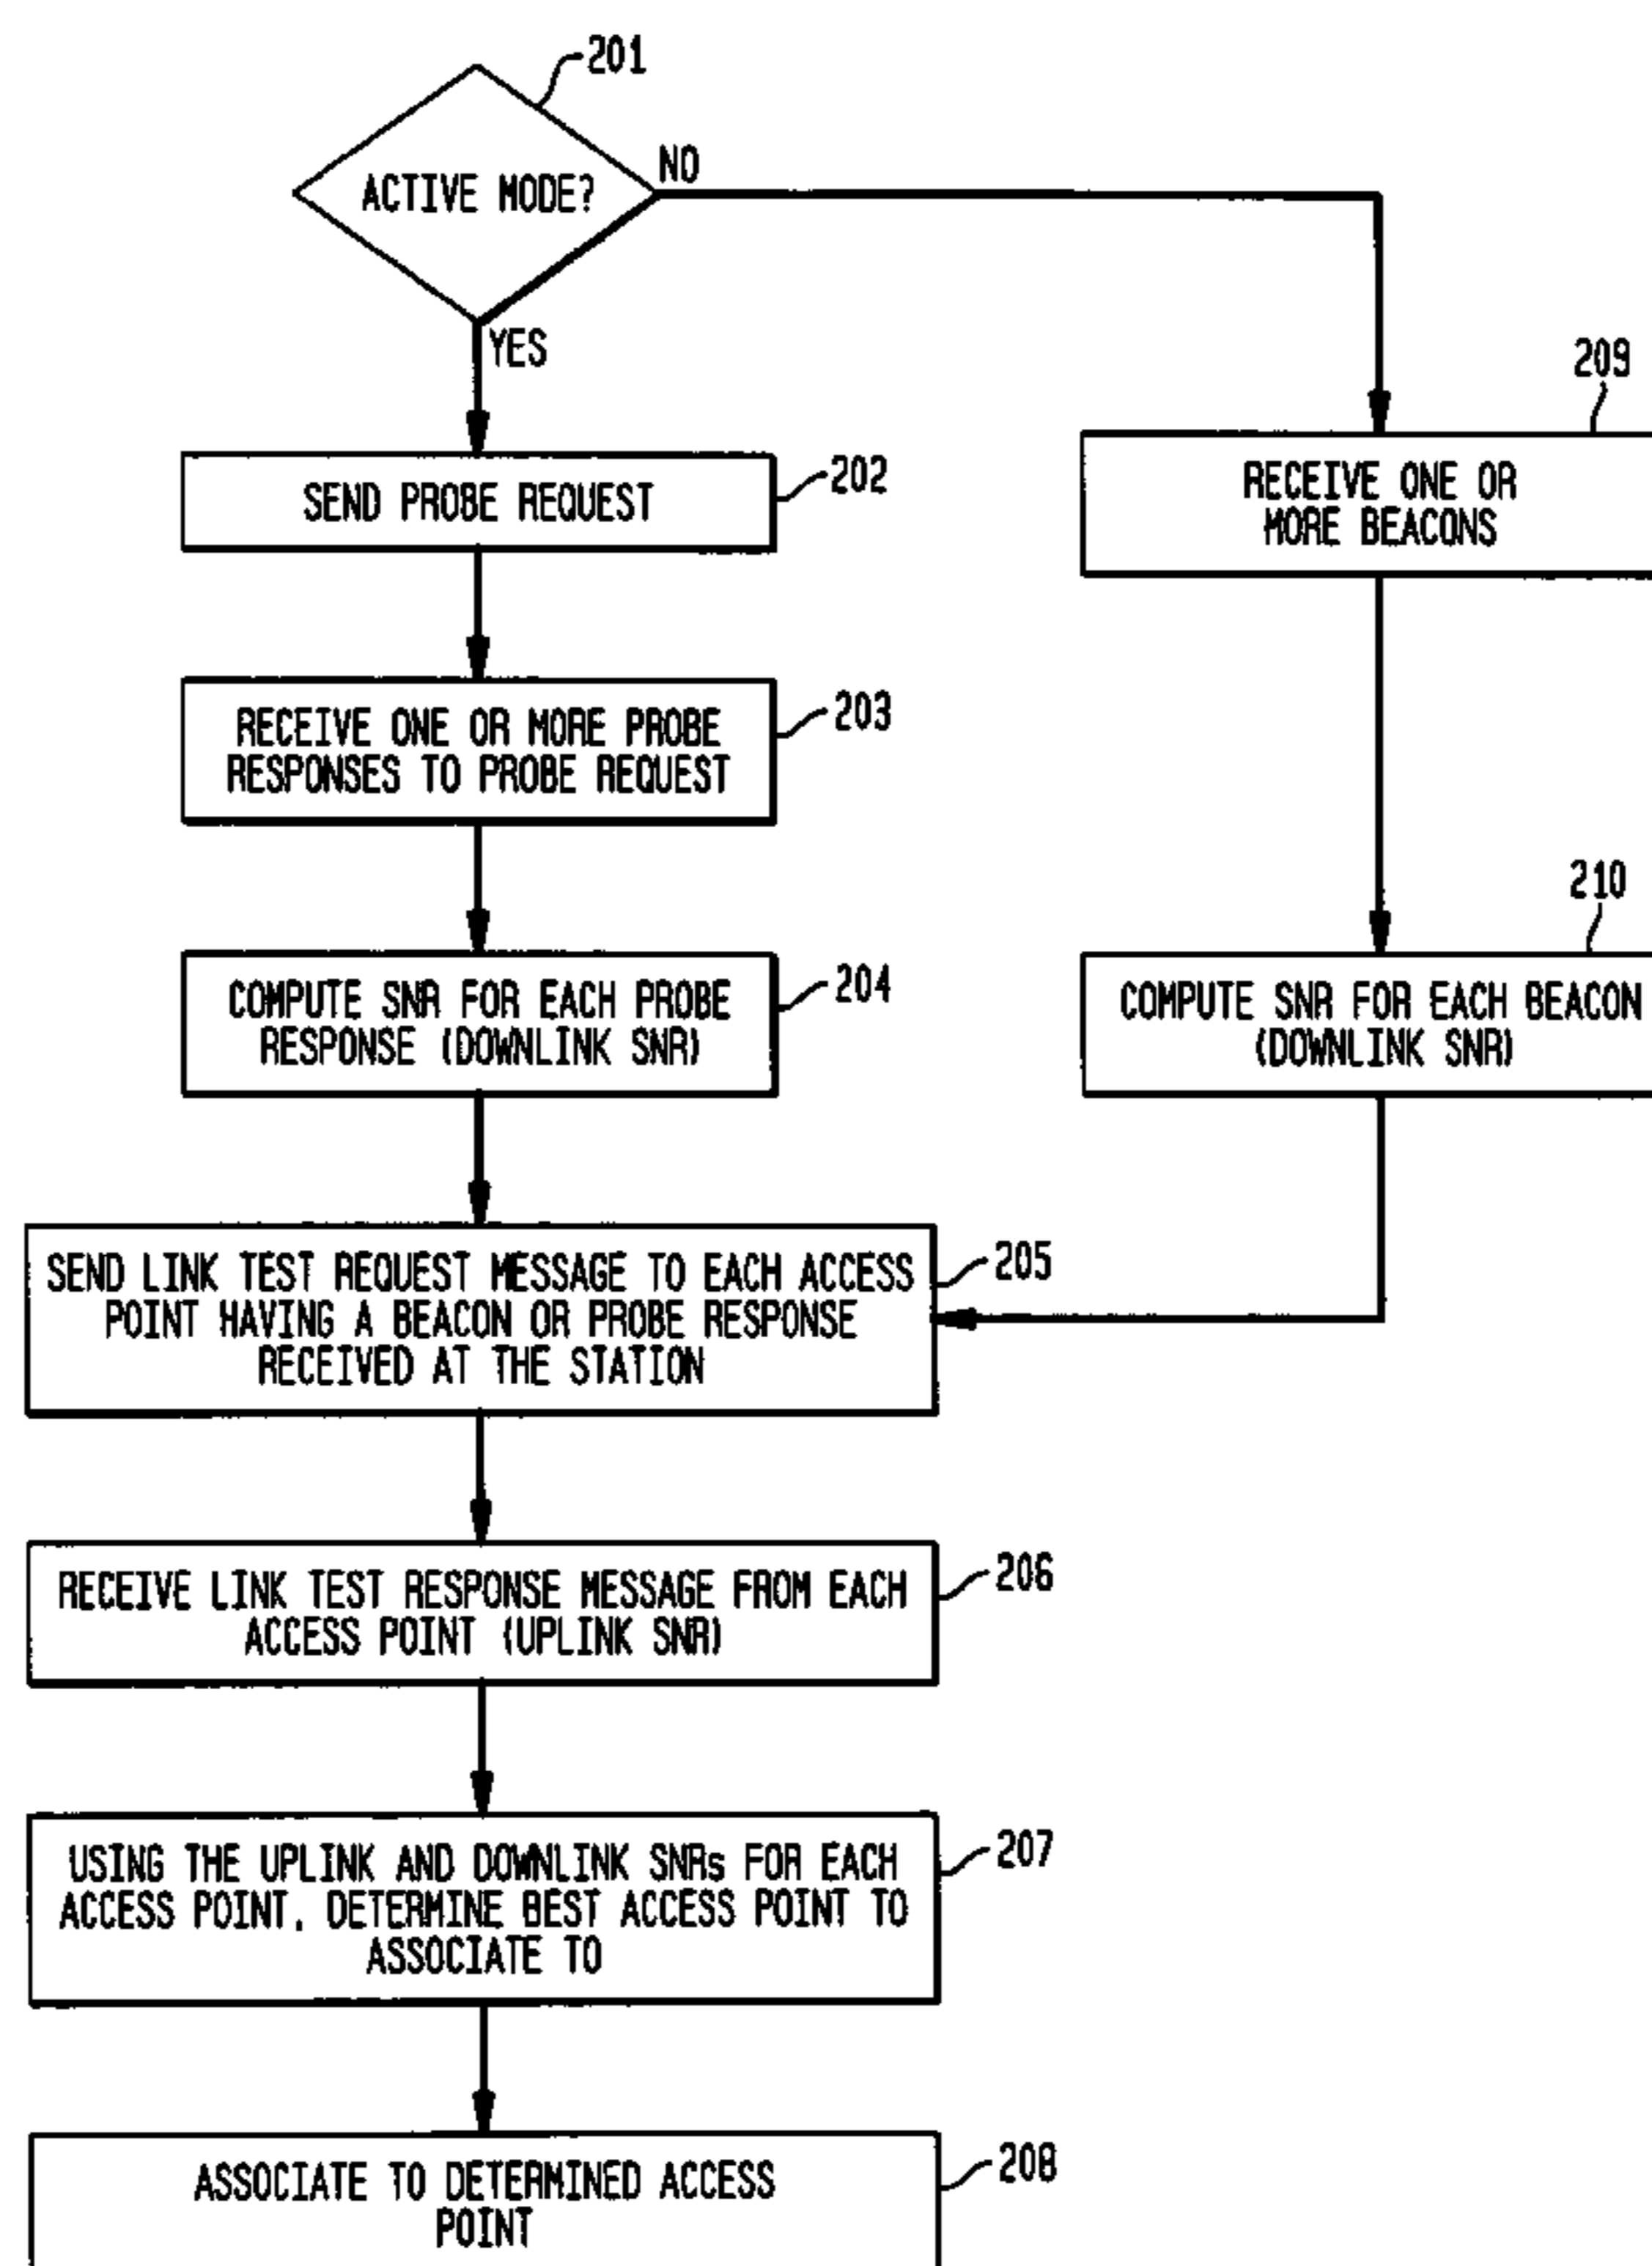 201
ACTIVE MODE?
NO
YES
SEND PROBE REQUEST
202
RECEIVE ONE OR MORE PROBE
RESPONSES TO PROBE REQUEST
203
COMPUTE SNR FOR EACH PROBE
RESPONSE (DOWNLINK SNR)
204
209
RECEIVE ONE OR
MORE BEACONS
210
COMPUTE SNR FOR EACH BEACON
(DOWNLINK SNR)
SEND LINK TEST REQUEST MESSAGE TO EACH ACCESS
POINT HAVING A BEACON OR PROBE RESPONSE
RECEIVED AT THE STATION
205
RECEIVE LINK TEST RESPONSE MESSAGE FROM EACH
ACCESS POINT (UPLINK SNR)
206
USING THE UPLINK AND DOWNLINK SNRs FOR EACH
ACCESS POINT, DETERMINE BEST ACCESS POINT TO
ASSOCIATE TO
207
ASSOCIATE TO DETERMINED ACCESS
POINT
208